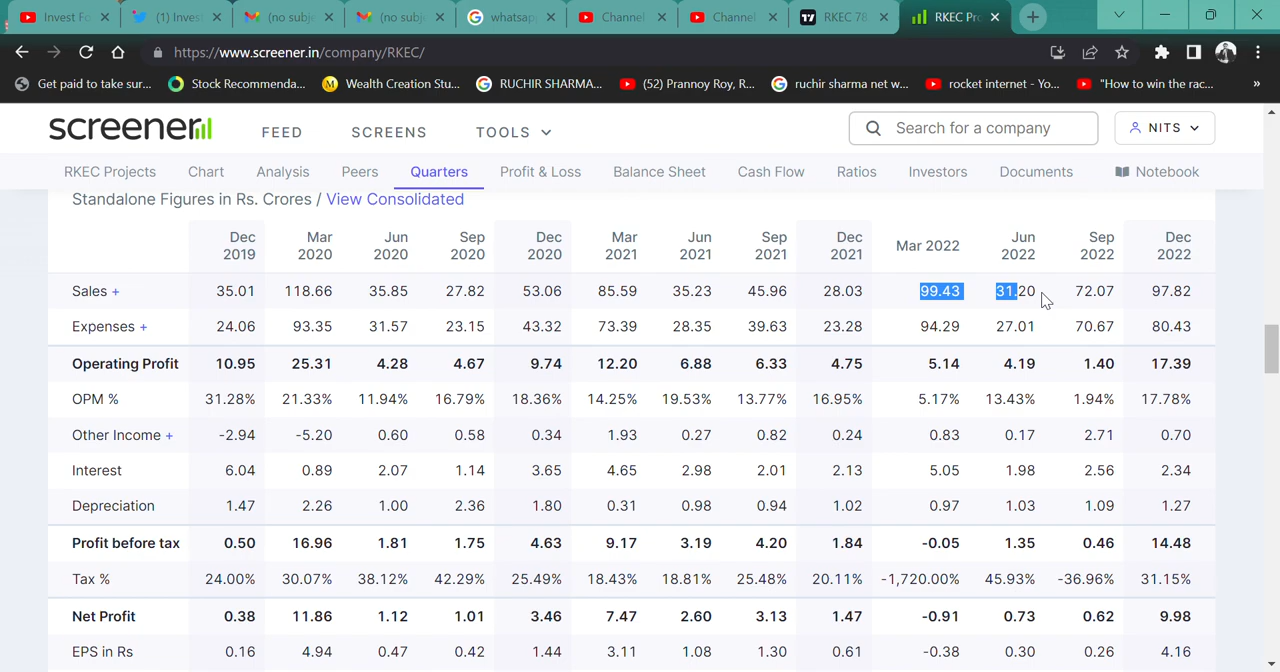 Invest Fo
(1) Invest
(no subje
(no subje
whatsapp
Channel
Channel
RKEC 78.
RKEC Pro
https://www.screener.in/company/RKEC/
Get paid to take sur...
Stock Recommenda...
Wealth Creation Stu...
RUCHIR SHARMA...
(52) Prannoy Roy, R...
ruchir sharma net w...
rocket internet - Yo...
"How to win the rac...
»
screener
FEED
SCREENS
TOOLS
Search for a company
NITS
RKEC Projects
Chart
Analysis
Peers
Quarters
Profit & Loss
Balance Sheet
Cash Flow
Ratios
Investors
Documents
Notebook
Standalone Figures in Rs. Crores / View Consolidated
Dec 2019 Mar 2020 Jun 2020 Sep 2020 Dec 2020 Mar 2021 Jun 2021 Sep 2021 Dec 2021 Mar 2022 Jun 2022 Sep 2022 Dec 2022
Sales + 35.01 118.66 35.85 27.82 53.06 85.59 35.23 45.96 28.03 99.43 31.20 72.07 97.82
Expenses + 24.06 93.35 31.57 23.15 43.32 73.39 28.35 39.63 23.28 94.29 27.01 70.67 80.43
Operating Profit 10.95 25.31 4.28 4.67 9.74 12.20 6.88 6.33 4.75 5.14 4.19 1.40 17.39
OPM % 31.28% 21.33% 11.94% 16.79% 18.36% 14.25% 19.53% 13.77% 16.95% 5.17% 13.43% 1.94% 17.78%
Other Income + -2.94 -5.20 0.60 0.58 0.34 1.93 0.27 0.82 0.24 0.83 0.17 2.71 0.70
Interest 6.04 0.89 2.07 1.14 3.65 4.65 2.98 2.01 2.13 5.05 1.98 2.56 2.34
Depreciation 1.47 2.26 1.00 2.36 1.80 0.31 0.98 0.94 1.02 0.97 1.03 1.09 1.27
Profit before tax 0.50 16.96 1.81 1.75 4.63 9.17 3.19 4.20 1.84 -0.05 1.35 0.46 14.48
Tax % 24.00% 30.07% 38.12% 42.29% 25.49% 18.43% 18.81% 25.48% 20.11% -1,720.00% 45.93% -36.96% 31.15%
Net Profit 0.38 11.86 1.12 1.01 3.46 7.47 2.60 3.13 1.47 -0.91 0.73 0.62 9.98
EPS in Rs 0.16 4.94 0.47 0.42 1.44 3.11 1.08 1.30 0.61 -0.38 0.30 0.26 4.16